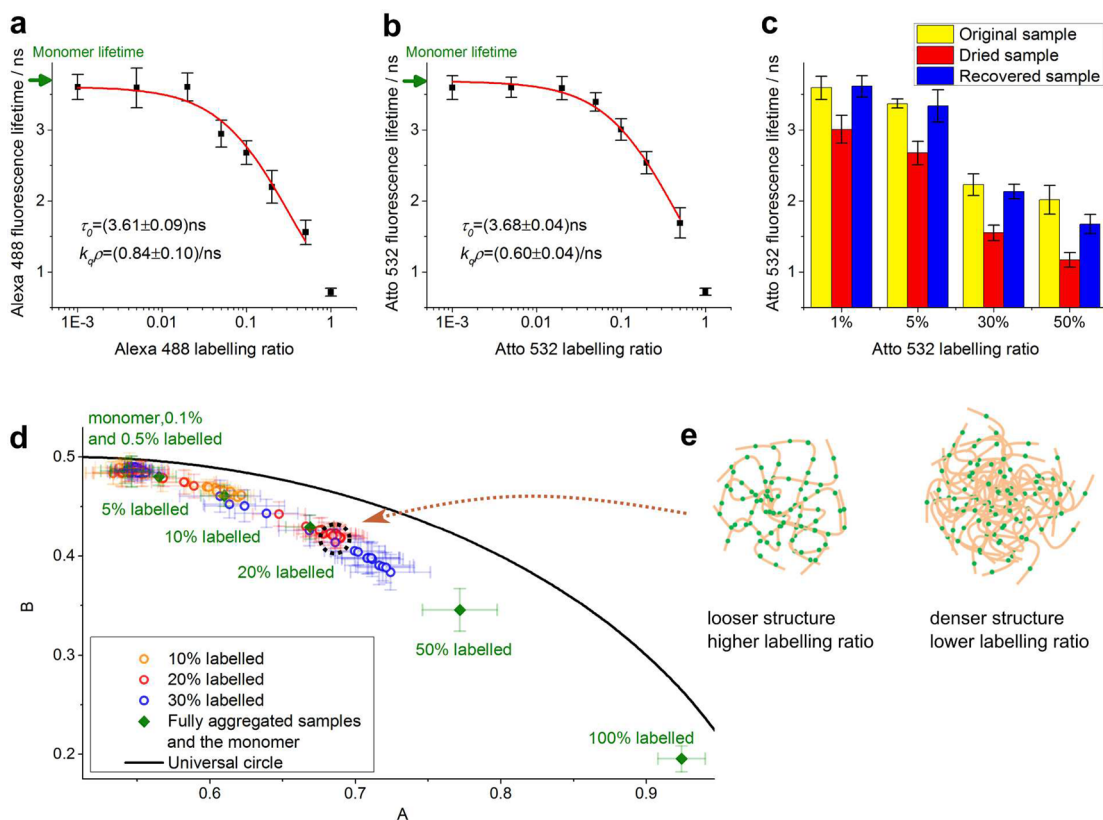 a
Monomer lifetime
Alexa 488 fluorescence lifetime / ns
3
2
1
τ0=(3.61±0.09)ns
kqρ=(0.84±0.10)/ns
1E-3
0.01
0.1
1
Alexa 488 labelling ratio
b
Monomer lifetime
Atto 532 fluorescence lifetime / ns
3
2
1
τ0=(3.68±0.04)ns
kqρ=(0.60±0.04)/ns
1E-3
0.01
0.1
1
Atto 532 labelling ratio
c
Original sample
Dried sample
Recovered sample
Atto 532 fluorescence lifetime / ns
3
2
1
1%
5%
30%
50%
Atto 532 labelling ratio
d
monomer,0.1%
and 0.5% labelled
5% labelled
10% labelled
20% labelled
50% labelled
100% labelled
B
0.5
0.4
0.3
0.2
10% labelled
20% labelled
30% labelled
Fully aggregated samples
and the monomer
Universal circle
0.6
0.7
0.8
0.9
A
e
looser structure
higher labelling ratio
denser structure
lower labelling ratio